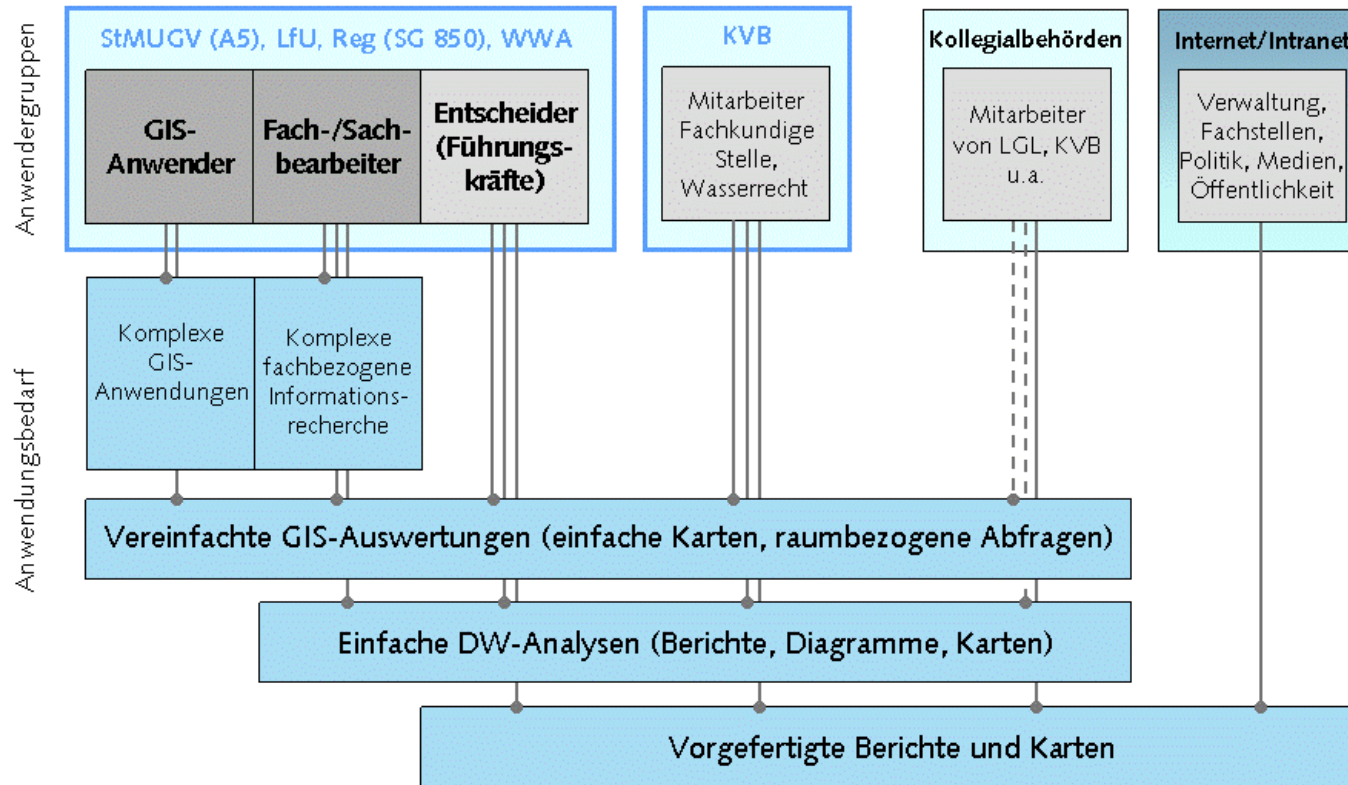 Anwendergruppen
StMUGV (A5), LfU, Reg (SG 850), WWA
GIS-
Anwender
Fach-/Sach-
bearbeiter
Entscheider
(Führungs-
kräfte)
KVB
Mitarbeiter
Fachkundige
Stelle,
Wasserrecht
Kollegialbehörden
Mitarbeiter
von LGL, KVB
u.a.
Internet/Intranet
Verwaltung,
Fachstellen,
Politik, Medien,
Öffentlichkeit
Anwendungsbedarf
Komplexe
GIS-
Anwendungen
Komplexe
fachbezogene
Informations-
recherche
Vereinfachte GIS-Auswertungen (einfache Karten, raumbezogene Abfragen)
Einfache DW-Analysen (Berichte, Diagramme, Karten)
Vorgefertigte Berichte und Karten